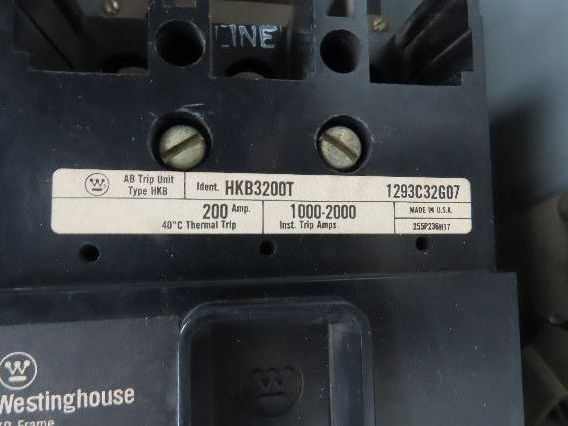 LINE
AB Trip Unit
Type HKB
Ident. HKB3200T 1293C32G07
200 Amp.
40°C Thermal Trip
1000-2000
Inst. Trip Amps.
MADE IN U.S.A.
255P236H17
W
Westinghouse
Frame